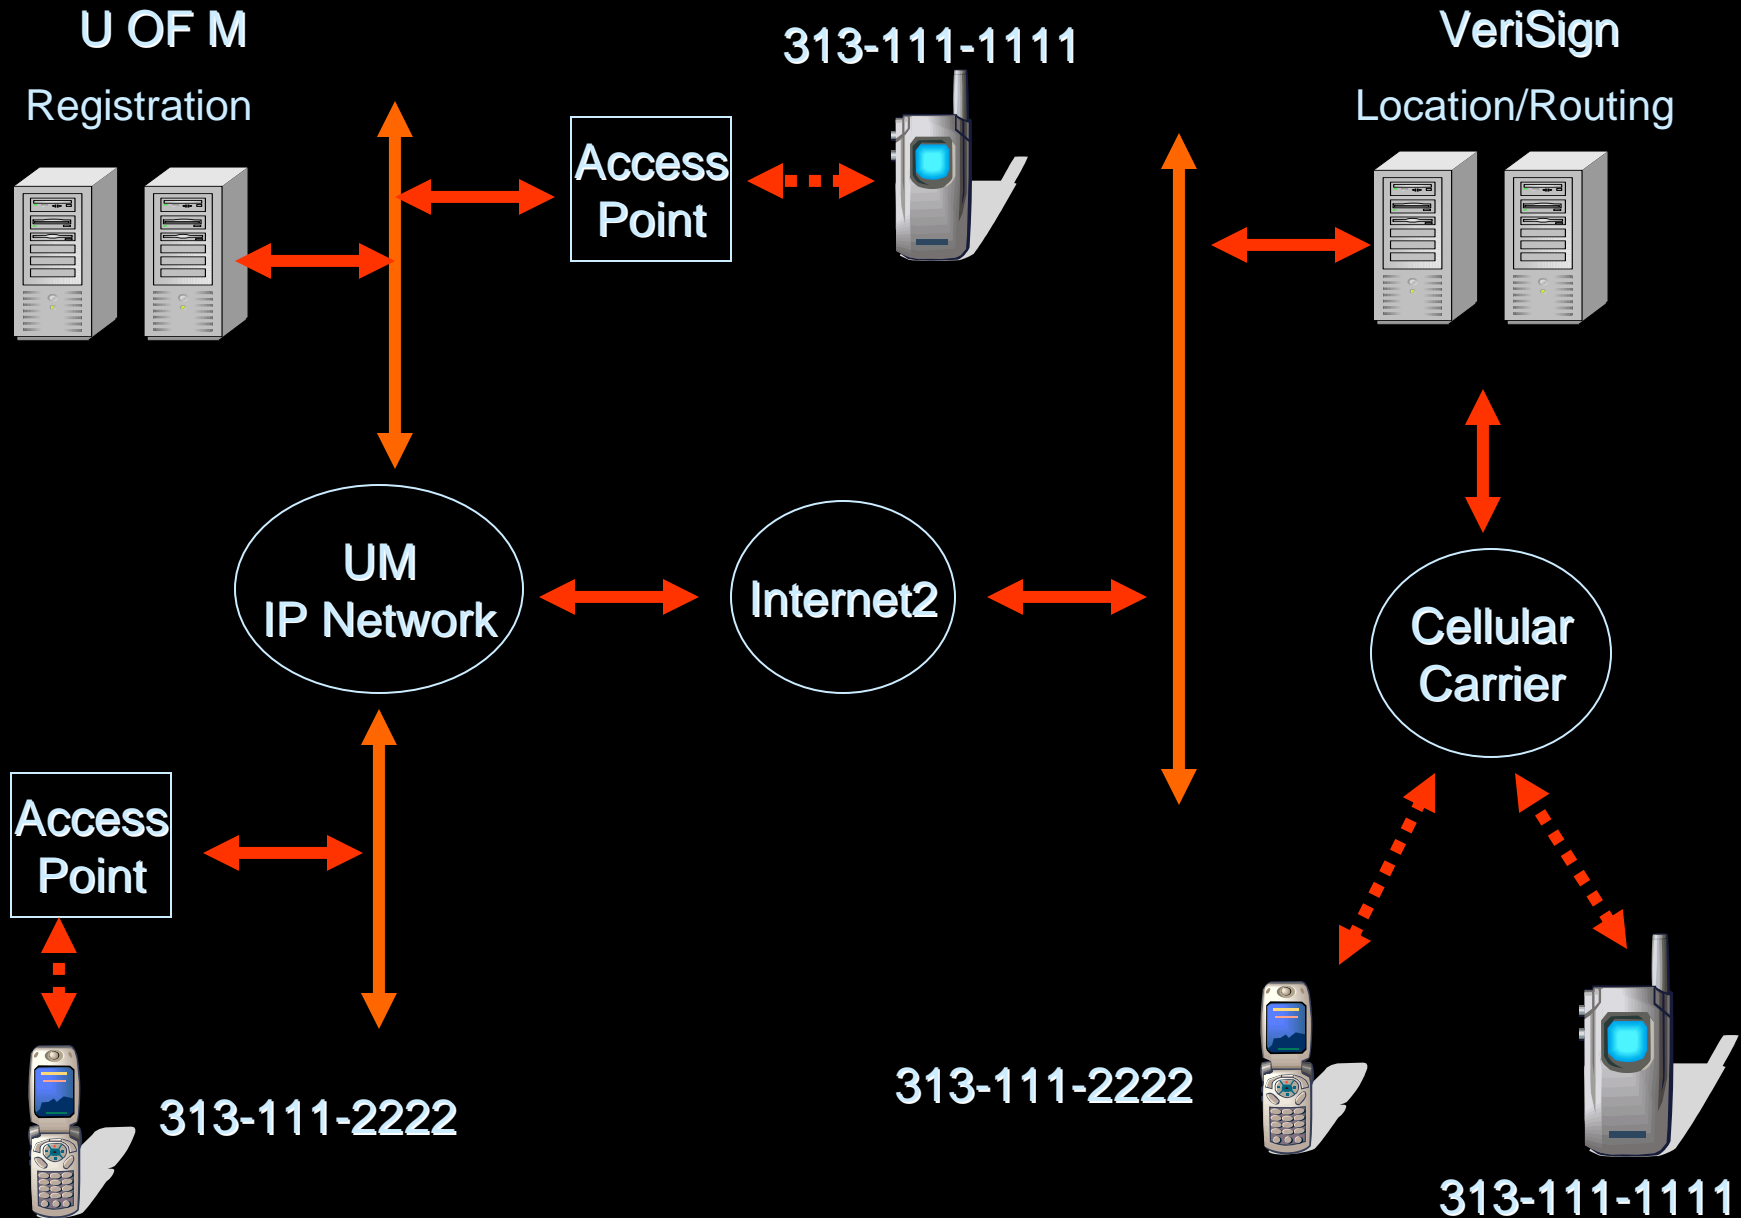 U OF M
Registration
313-111-1111
VeriSign
Location/Routing
Access
Point
UM
IP Network
Internet2
Cellular
Carrier
Access
Point
313-111-2222
313-111-2222
313-111-1111